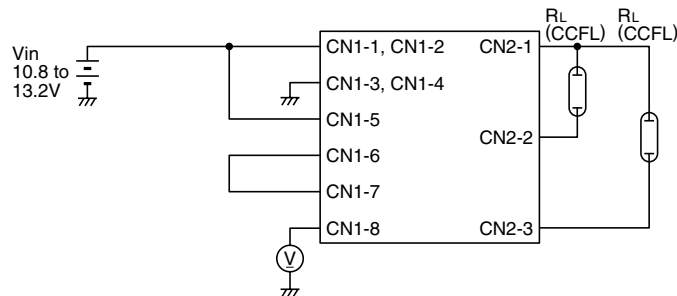 Vin
10.8 to
13.2V
CN1-1, CN1-2
CN1-3, CN1-4
CN1-5
CN1-6
CN1-7
CN1-8
V
CN2-1
CN2-2
CN2-3
RL
(CCFL)
RL
(CCFL)